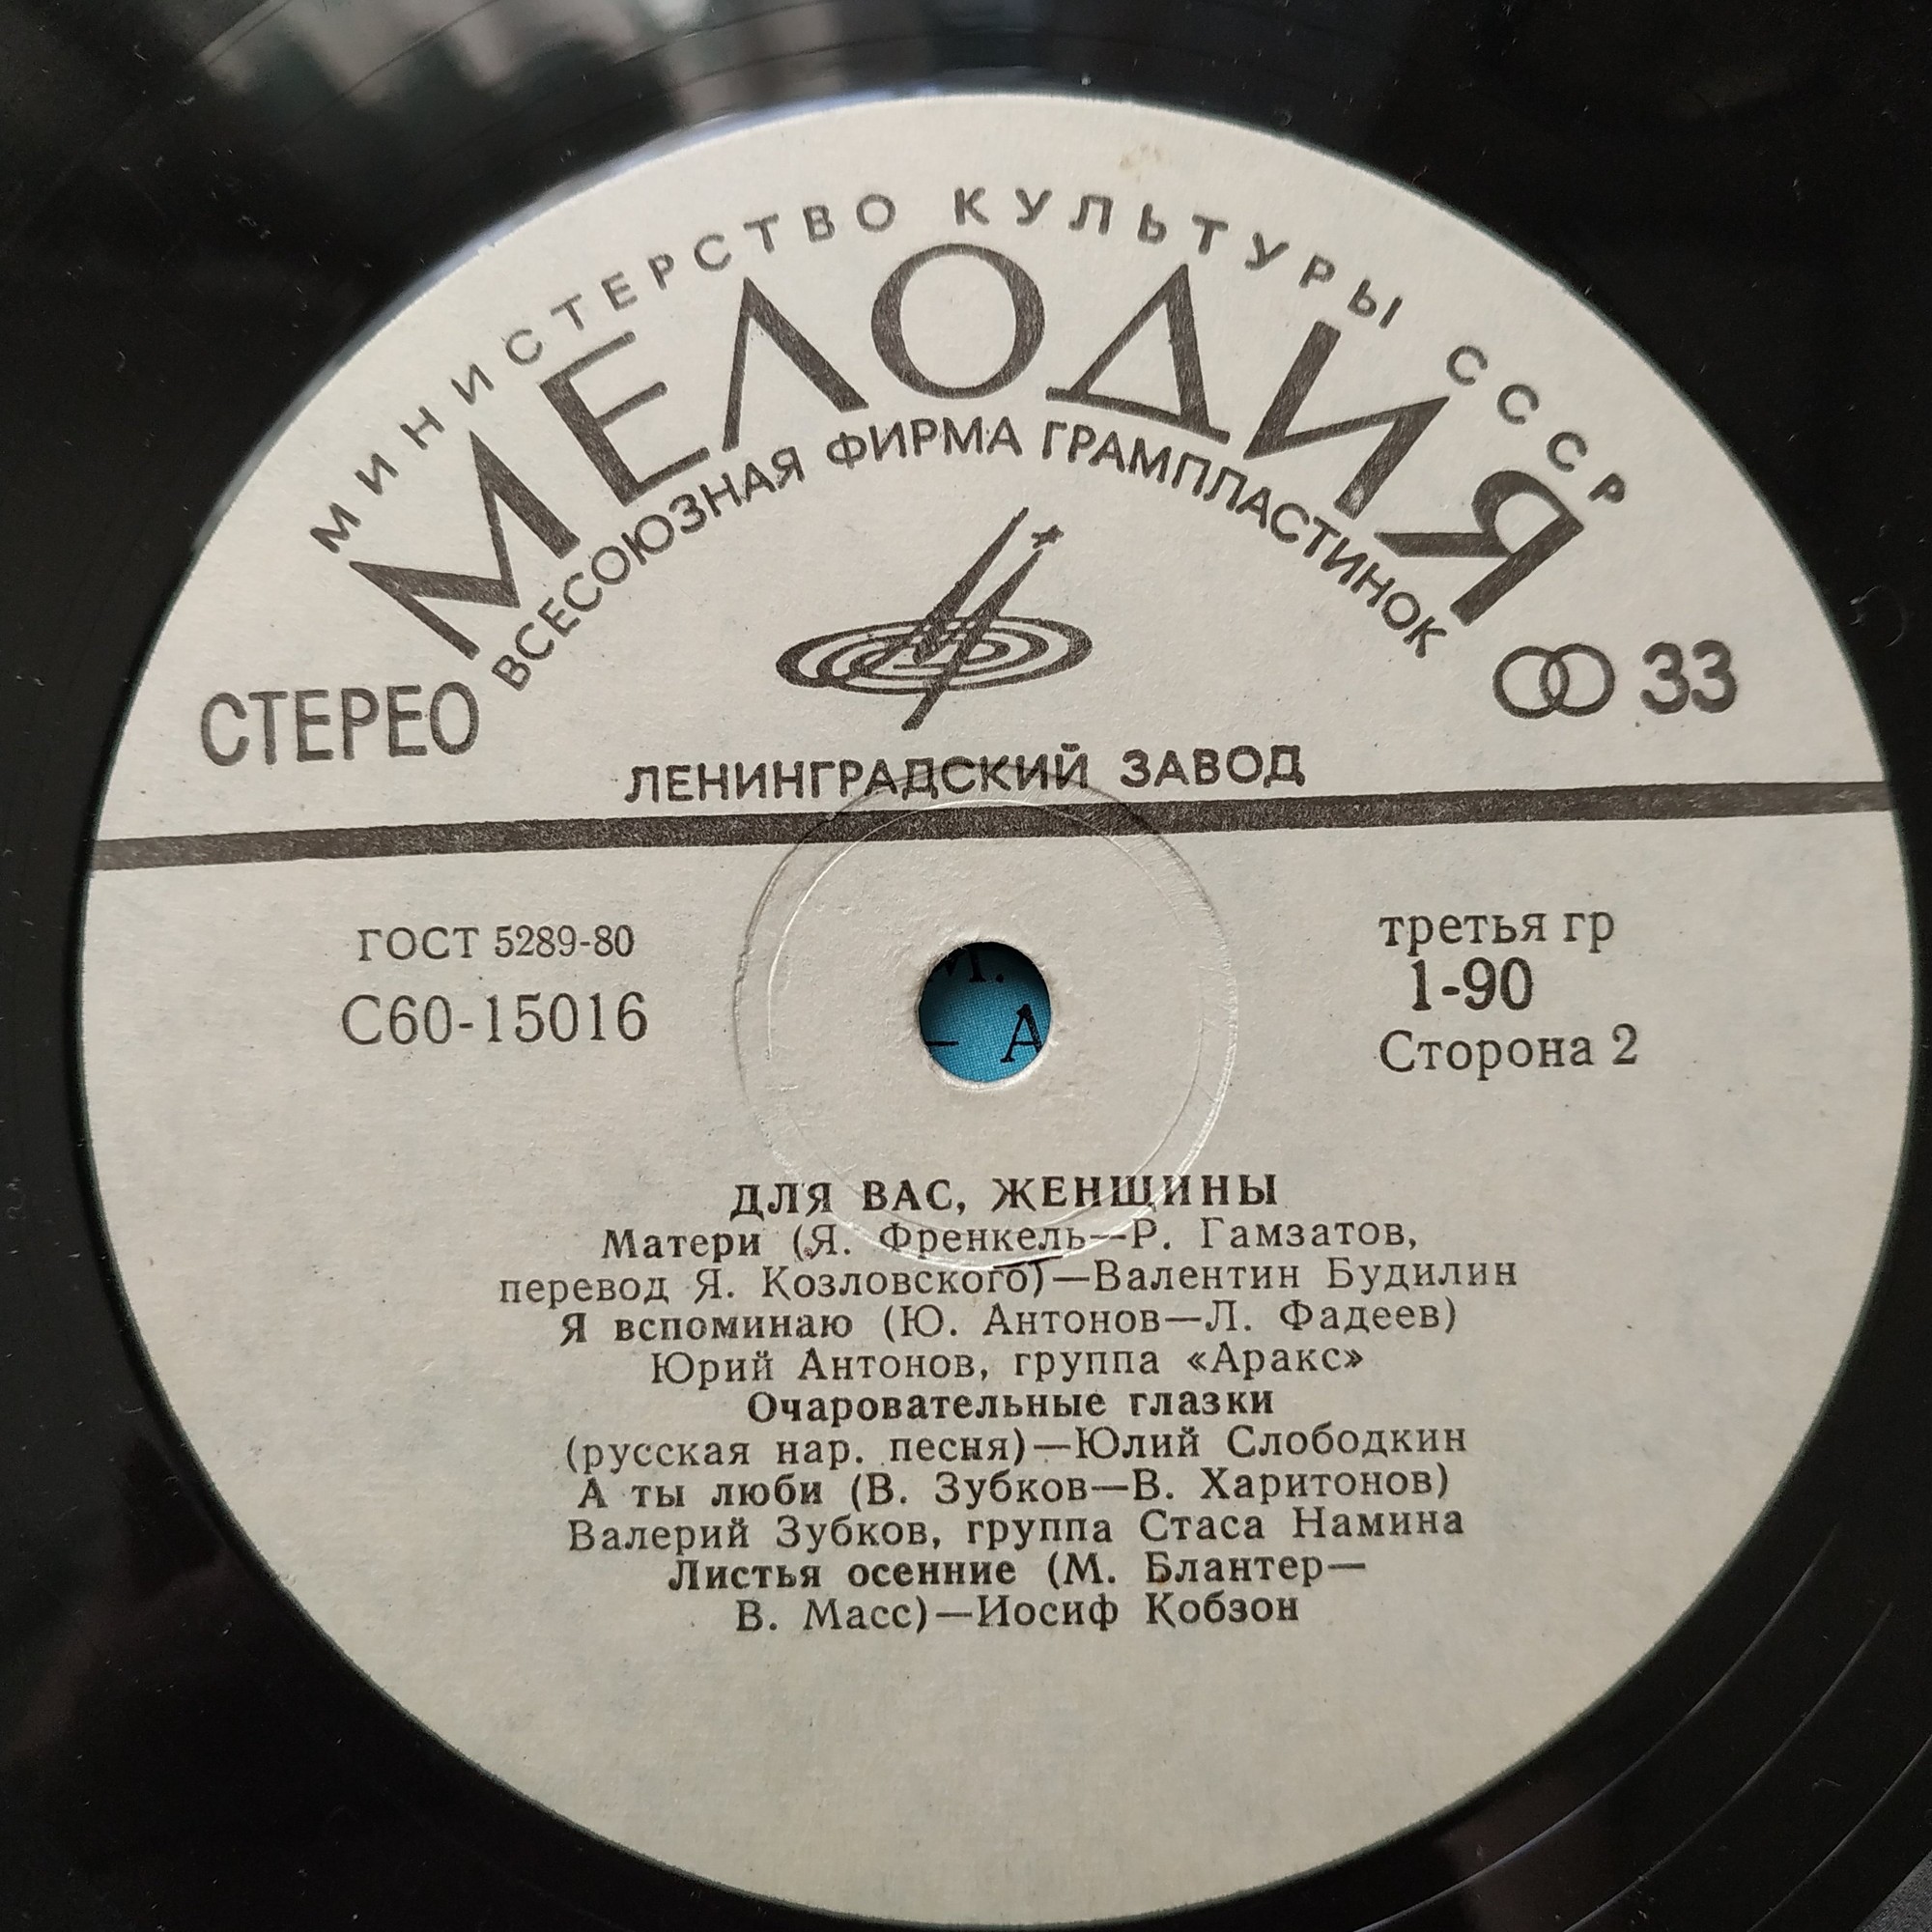 МИНИСТЕРСТВО КУЛЬТУРЫ СССР
МЕЛОДИЯ
ВСЕСОЮЗНАЯ ФИРМА ГРАМПЛАСТИНОК
СТЕРЕО
33
ЛЕНИНГРАДСКИЙ ЗАВОД
ГОСТ 5289-80
С60-15016
третья гр
1-90
Сторона 2
М.
— А
ДЛЯ ВАС, ЖЕНЩИНЫ
Матери (Я. Френкель—Р. Гамзатов,
перевод Я. Козловского)—Валентин Будилин
Я вспоминаю (Ю. Антонов—Л. Фадеев)
Юрий Антонов, группа «Аракс»
Очаровательные глазки
(русская нар. песня)—Юлий Слободкин
А ты люби (В. Зубков—В. Харитонов)
Валерий Зубков, группа Стаса Намина
Листья осенние (М. Блантер—
В. Масс)—Иосиф Кобзон